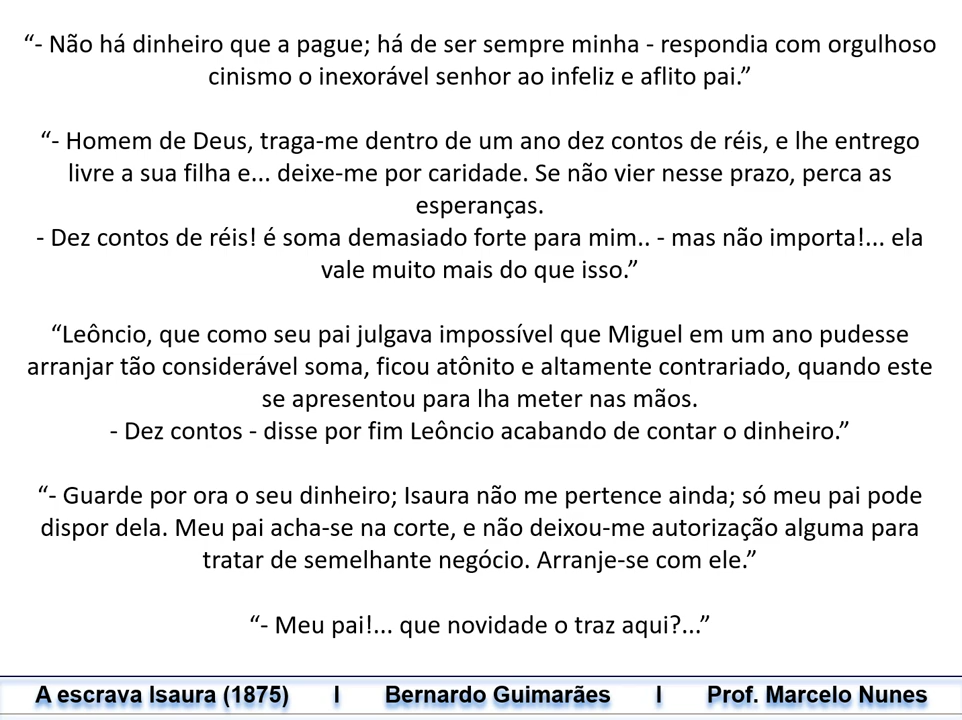 “- Não há dinheiro que a pague; há de ser sempre minha - respondia com orgulhoso
cinismo o inexorável senhor ao infeliz e aflito pai.”
“- Homem de Deus, traga-me dentro de um ano dez contos de réis, e lhe entrego
livre a sua filha e... deixe-me por caridade. Se não vier nesse prazo, perca as
esperanças.
- Dez contos de réis! é soma demasiado forte para mim.. - mas não importa!... ela
vale muito mais do que isso.”
“Leôncio, que como seu pai julgava impossível que Miguel em um ano pudesse
arranjar tão considerável soma, ficou atônito e altamente contrariado, quando este
se apresentou para lha meter nas mãos.
- Dez contos - disse por fim Leôncio acabando de contar o dinheiro.”
“- Guarde por ora o seu dinheiro; Isaura não me pertence ainda; só meu pai pode
dispor dela. Meu pai acha-se na corte, e não deixou-me autorização alguma para
tratar de semelhante negócio. Arranje-se com ele.”
“- Meu pai!... que novidade o traz aqui?...”
A escrava Isaura (1875) I Bernardo Guimarães I Prof. Marcelo Nunes